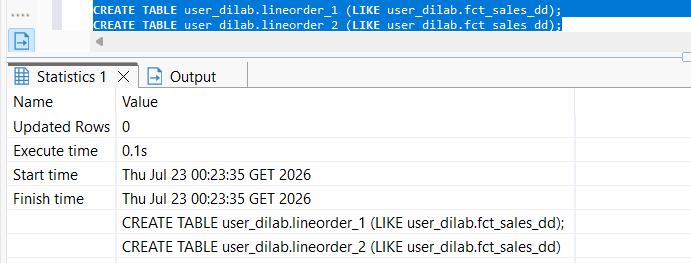 CREATE TABLE user_dilab.lineorder_1 (LIKE user_dilab.fct_sales_dd);
CREATE TABLE user_dilab.lineorder_2 (LIKE user_dilab.fct_sales_dd);
Statistics 1 Output
Name Value
Updated Rows 0
Execute time 0.1s
Start time Thu Jul 23 00:23:35 GET 2026
Finish time Thu Jul 23 00:23:35 GET 2026
CREATE TABLE user_dilab.lineorder_1 (LIKE user_dilab.fct_sales_dd);
CREATE TABLE user_dilab.lineorder_2 (LIKE user_dilab.fct_sales_dd)